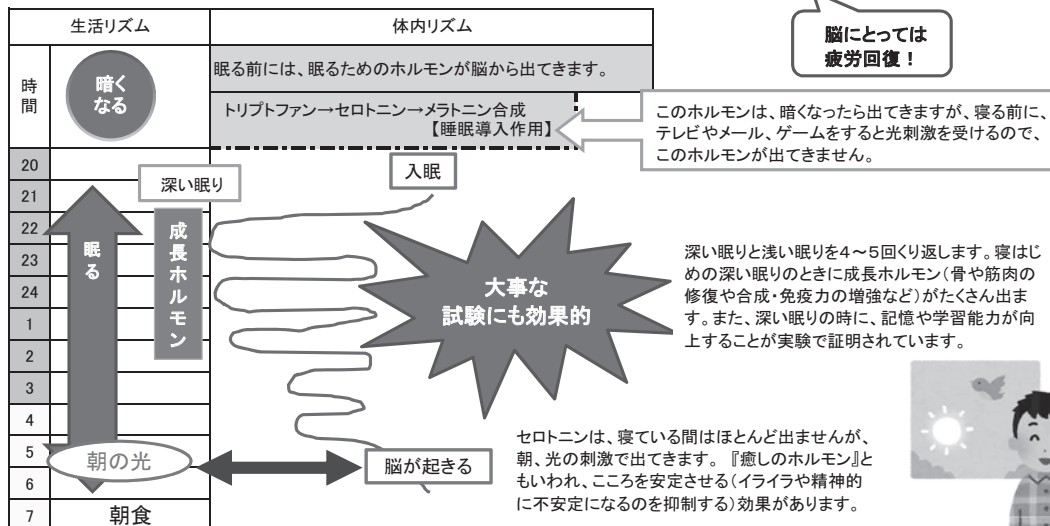 脳にとっては
疲労回復！
生活リズム
体内リズム
時間
暗く
なる
眠る前には、眠るためのホルモンが脳から出てきます。
トリプトファン→セロトニン→メラトニン合成
【睡眠導入作用】
このホルモンは、暗くなったら出てきますが、寝る前に、
テレビやメール、ゲームをすると光刺激を受けるので、
このホルモンが出てきません。
20
21
22
23
24
1
2
3
4
5
6
7
深い眠り
入眠
眠る
成長ホルモン
大事な
試験にも効果的
深い眠りと浅い眠りを４～５回くり返します。寝はじ
めの深い眠りのときに成長ホルモン（骨や筋肉の
修復や合成・免疫力の増強など）がたくさん出ま
す。また、深い眠りの時に、記憶や学習能力が向
上することが実験で証明されています。
朝の光
脳が起きる
セロトニンは、寝ている間はほとんど出ませんが、
朝、光の刺激で出てきます。『癒しのホルモン』と
もいわれ、こころを安定させる（イライラや精神的
に不安定になるのを抑制する）効果があります。
朝食